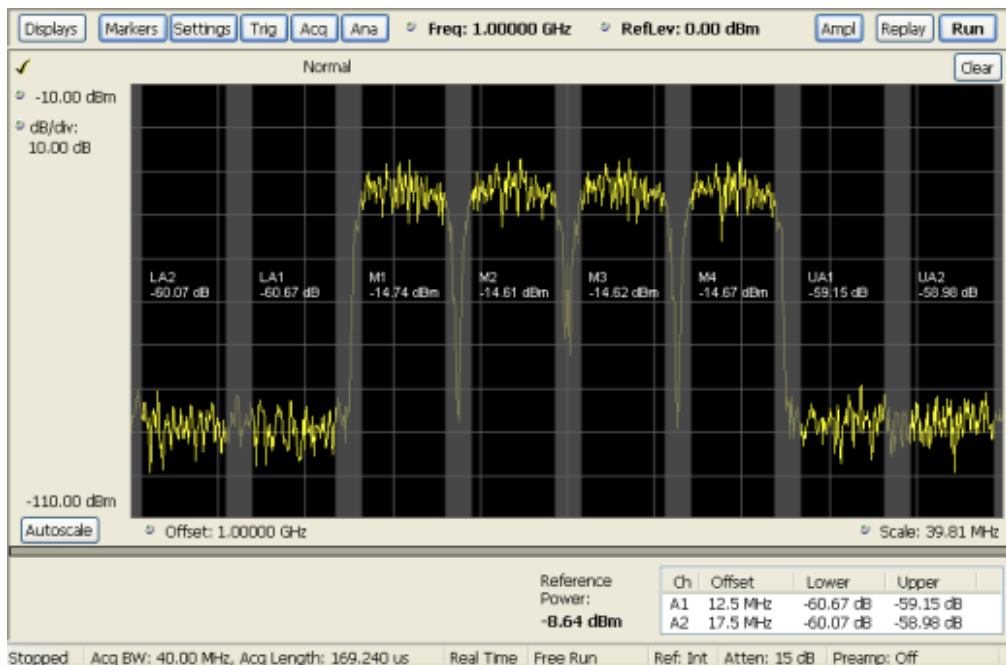 Displays Markers Settings Trig Acq Ana Freq: 1.00000 GHz RefLev: 0.00 dBm Ampl Replay Run
Normal Clear
-10.00 dBm
dB/div:
10.00 dB
LA2 LA1 M1 M2 M3 M4 UA1 UA2
-60.07 dB -60.67 dB -14.74 dBm -14.61 dBm -14.62 dBm -14.67 dBm -59.15 dB -58.98 dB
-110.00 dBm
Autoscale Offset: 1.00000 GHz Scale: 39.81 MHz
Reference
Power:
-8.64 dBm
Ch Offset Lower Upper
A1 12.5 MHz -60.67 dB -59.15 dB
A2 17.5 MHz -60.07 dB -58.98 dB
Stopped Acq BW: 40.00 MHz, Acq Length: 169.240 us Real Time Free Run Ref: Int Atten: 15 dB Preamp: Off